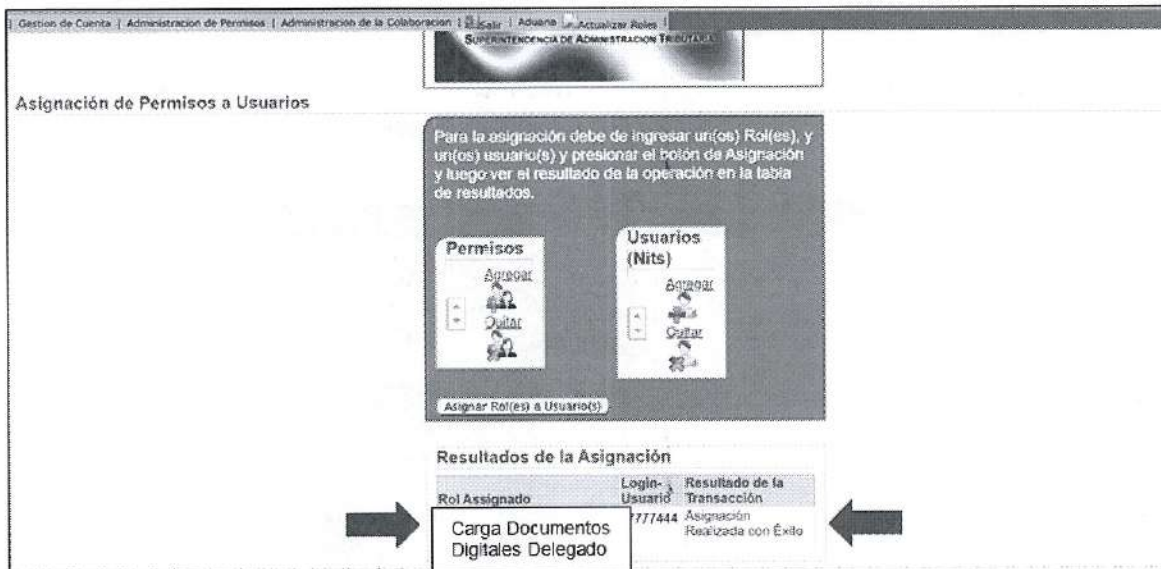 | Gestion de Cuenta | Administracion de Permisos | Administracion de la Colaboracion | Salir | Aduana Actualizar Roles |
SUPERINTENDENCIA DE ADMINISTRACION TRIBUTARIA
Asignación de Permisos a Usuarios
Para la asignación debe de ingresar un(os) Rol(es), y
un(os) usuario(s) y presionar el botón de Asignación
y luego ver el resultado de la operación en la tabla
de resultados.
Permisos
Agregar
Quitar
Usuarios
(Nits)
Agregar
Quitar
Asignar Rol(es) a Usuario(s)
Resultados de la Asignación
Rol Assignado
Login-
Usuario
Resultado de la
Transacción
Carga Documentos
Digitales Delegado
7777444
Asignación
Realizada con Éxito